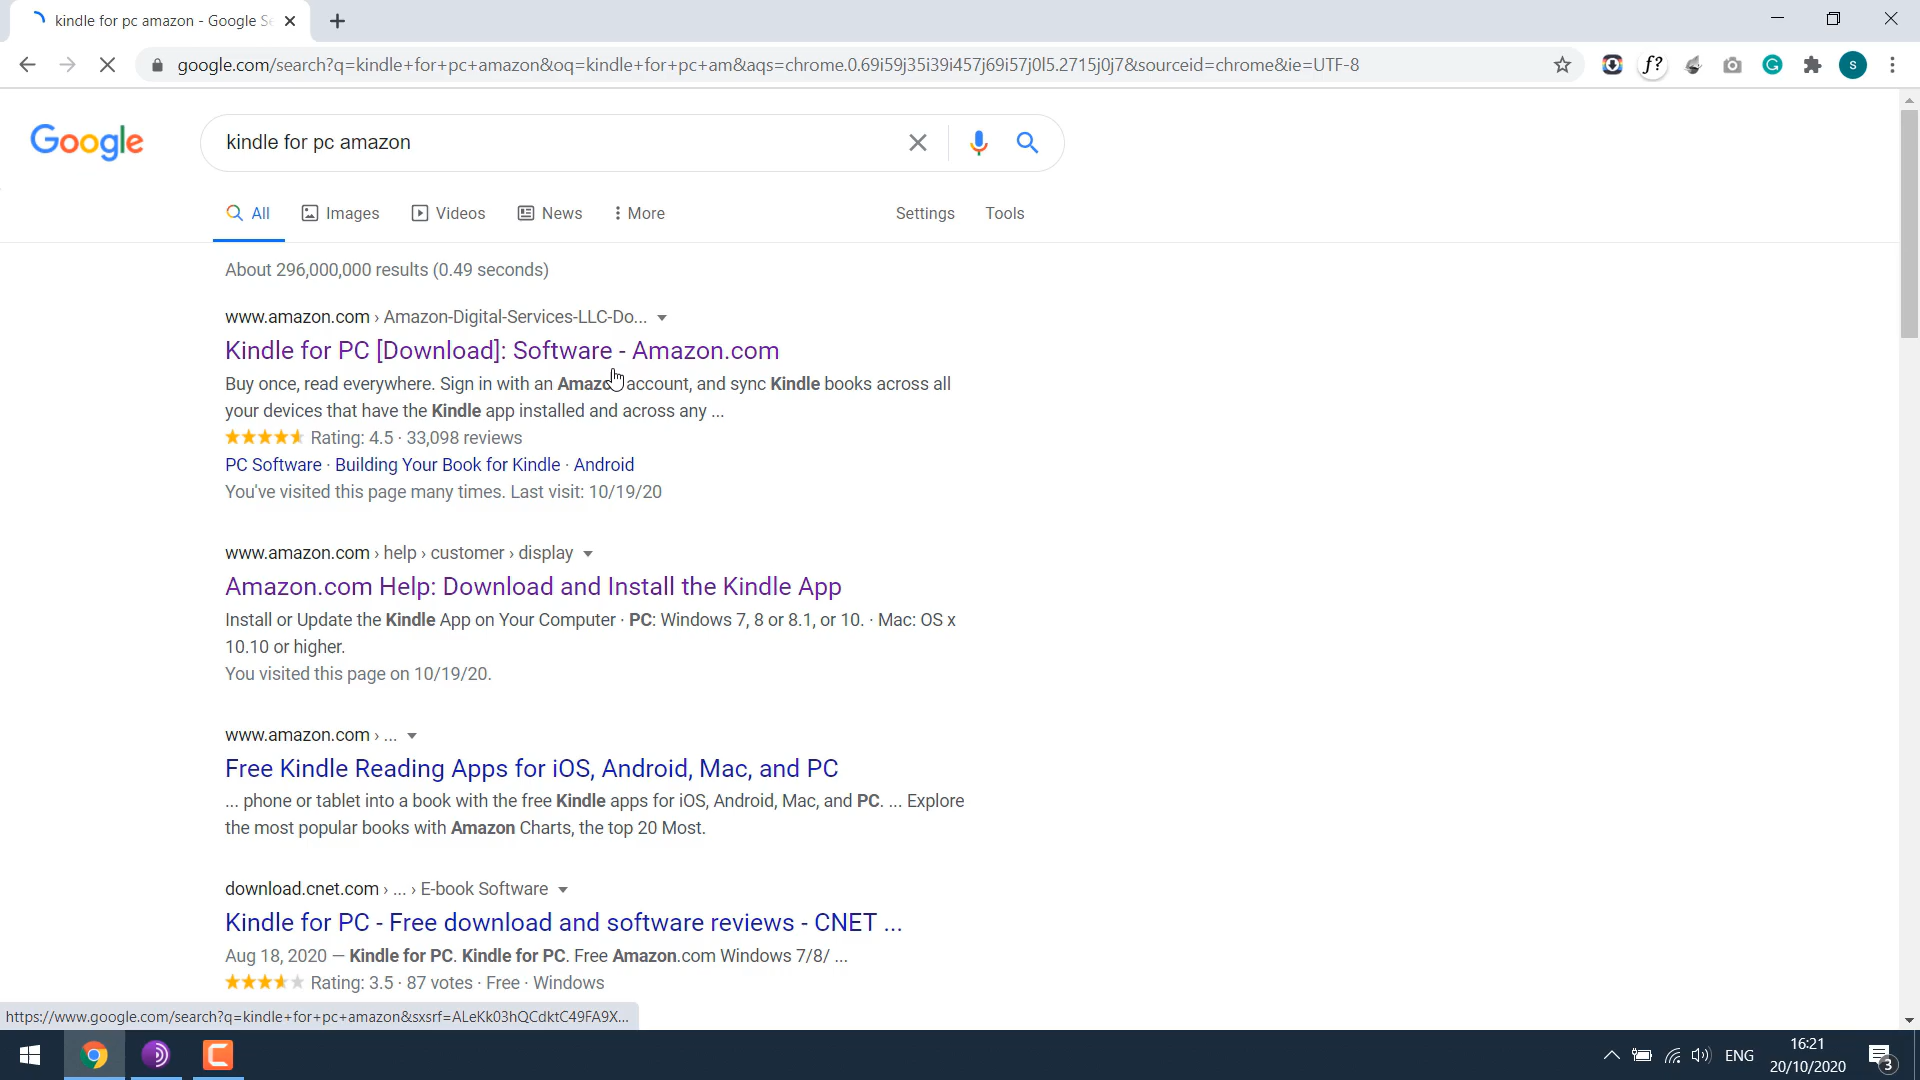 kindle for pc amazon - Google Se
google.com/search?q=kindle+for+pc+amazon&oq=kindle+for+pc+am&aqs=chrome.0.69i59j35i39i457j69i57j0l5.2715j0j7&sourceid=chrome&ie=UTF-8
f?
s
Google
kindle for pc amazon
All Images Videos News More Settings Tools
About 296,000,000 results (0.49 seconds)
www.amazon.com › Amazon-Digital-Services-LLC-Do...
Kindle for PC [Download]: Software - Amazon.com
Buy once, read everywhere. Sign in with an Amazon account, and sync Kindle books across all
your devices that have the Kindle app installed and across any ...
Rating: 4.5 · 33,098 reviews
PC Software · Building Your Book for Kindle · Android
You've visited this page many times. Last visit: 10/19/20
www.amazon.com › help › customer › display
Amazon.com Help: Download and Install the Kindle App
Install or Update the Kindle App on Your Computer · PC: Windows 7, 8 or 8.1, or 10. · Mac: OS x
10.10 or higher.
You visited this page on 10/19/20.
www.amazon.com › ...
Free Kindle Reading Apps for iOS, Android, Mac, and PC
... phone or tablet into a book with the free Kindle apps for iOS, Android, Mac, and PC. ... Explore
the most popular books with Amazon Charts, the top 20 Most.
download.cnet.com › ... › E-book Software
Kindle for PC - Free download and software reviews - CNET ...
Aug 18, 2020 — Kindle for PC. Kindle for PC. Free Amazon.com Windows 7/8/ ...
Rating: 3.5 · 87 votes · Free · Windows
https://www.google.com/search?q=kindle+for+pc+amazon&sxsrf=ALeKk03hQCdktC49FA9X...
ENG
16:21
20/10/2020
3